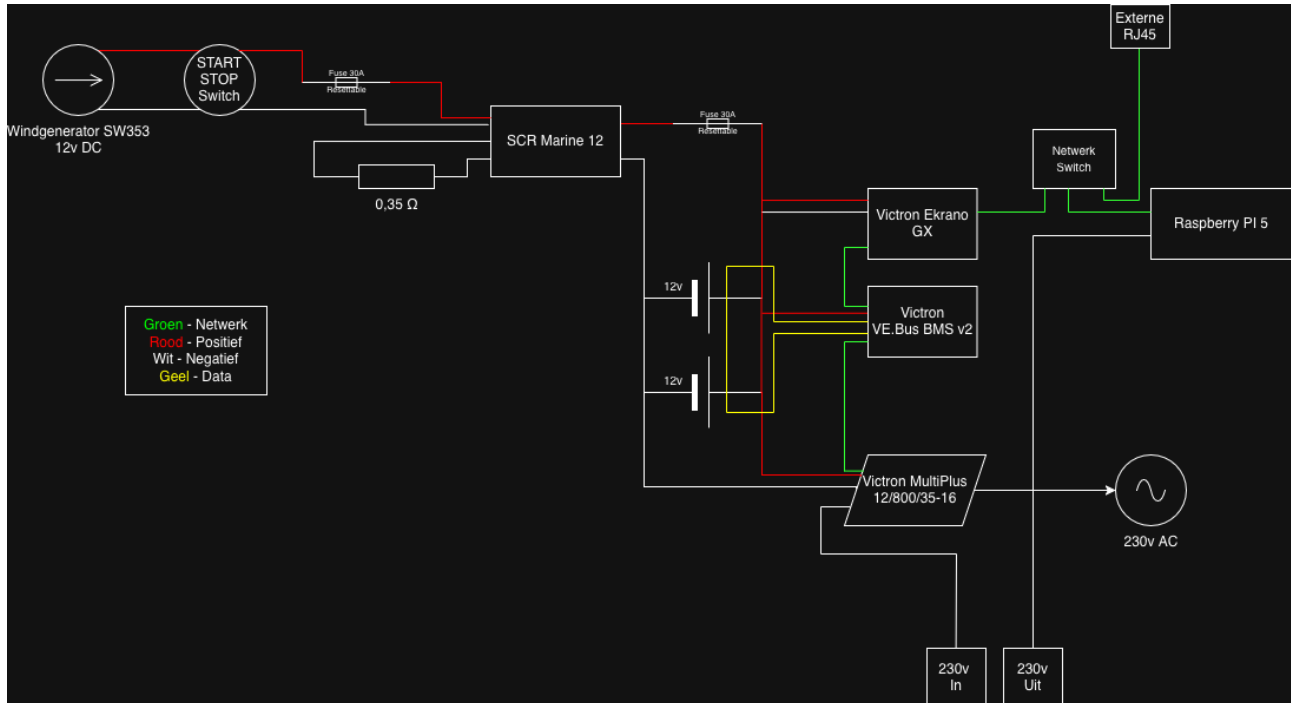 Externe
RJ45
START
STOP
Switch
Fuse 30A
Resettable
Windgenerator SW353
12v DC
SCR Marine 12
Fuse 30A
Resettable
0,35 Ω
Netwerk
Switch
Victron Ekrano
GX
Raspberry PI 5
12v
Victron
VE.Bus BMS v2
Groen - Netwerk
Rood - Positief
Wit - Negatief
Geel - Data
12v
Victron MultiPlus
12/800/35-16
230v AC
230v
In
230v
Uit